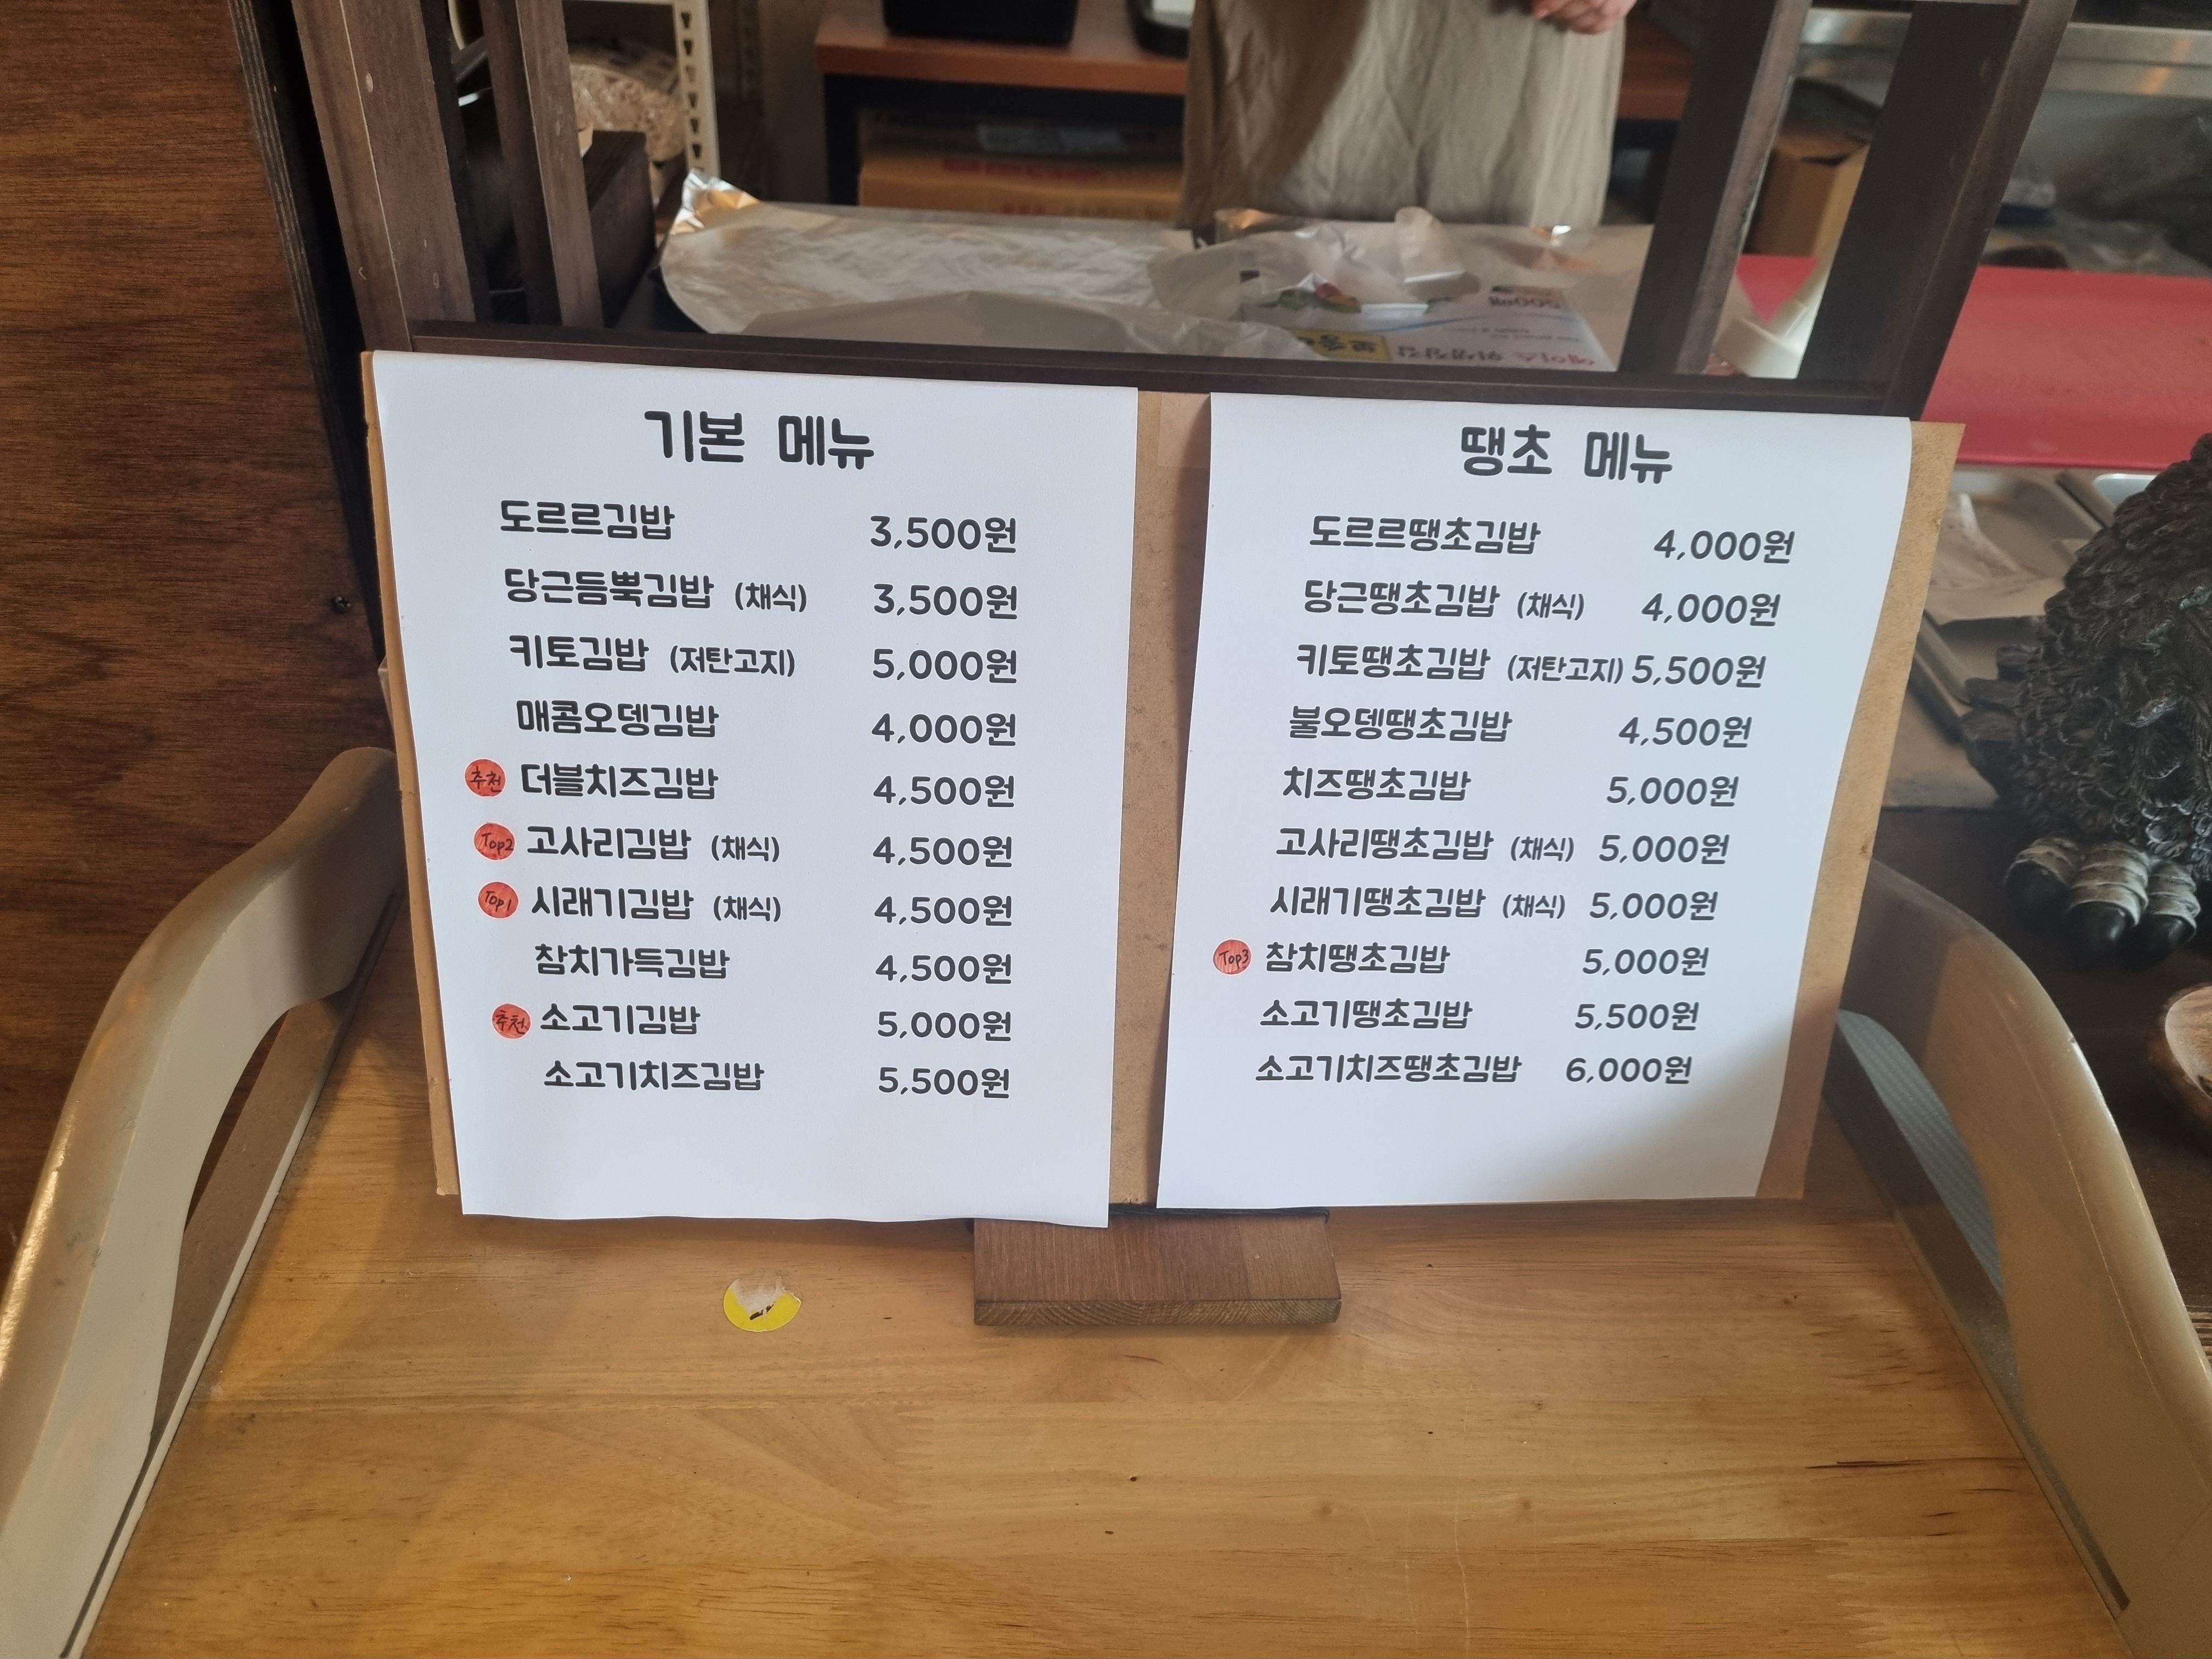 기본 메뉴
도르르김밥 3,500원
당근듬뿍김밥 (채식) 3,500원
키토김밥 (저탄고지) 5,000원
매콤오뎅김밥 4,000원
추천 더블치즈김밥 4,500원
Top2 고사리김밥 (채식) 4,500원
Top1 시래기김밥 (채식) 4,500원
참치가득김밥 4,500원
추천 소고기김밥 5,000원
소고기치즈김밥 5,500원
땡초 메뉴
도르르땡초김밥 4,000원
당근땡초김밥 (채식) 4,000원
키토땡초김밥 (저탄고지) 5,500원
불오뎅땡초김밥 4,500원
치즈땡초김밥 5,000원
고사리땡초김밥 (채식) 5,000원
시래기땡초김밥 (채식) 5,000원
Top3 참치땡초김밥 5,000원
소고기땡초김밥 5,500원
소고기치즈땡초김밥 6,000원
500매
에이스 위생장갑